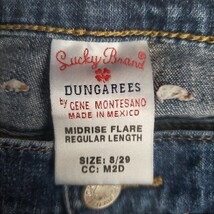 Lucky Brand
DUNGAREES
by GENE MONTESANO
MADE IN MEXICO
MIDRISE FLARE
REGULAR LENGTH
SIZE: 8/29
CC: M2D